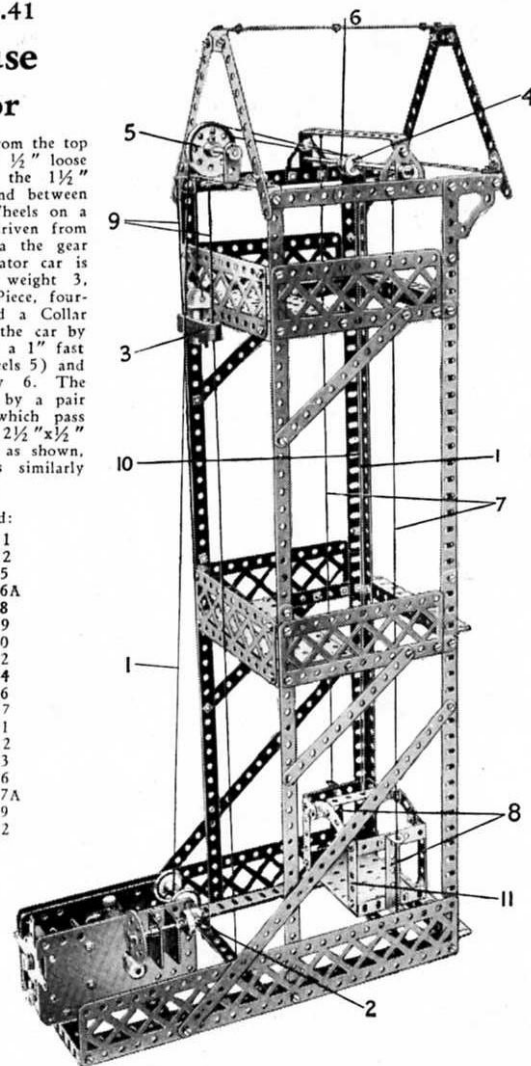 .41
use
or
om the top
½" loose
the 1½"
nd between
heels on a
riven from
a the gear
ator car is
weight 3,
Piece, four-
d a Collar
the car by
a 1" fast
els 5) and
y 6. The
by a pair
which pass
2½"x½"
as shown,
s similarly
d:
1
2
5
6A
8
9
0
2
4
6
7
1
2
3
6
7A
9
2
6
4
5
9
3
10
1
7
1
8
11
2